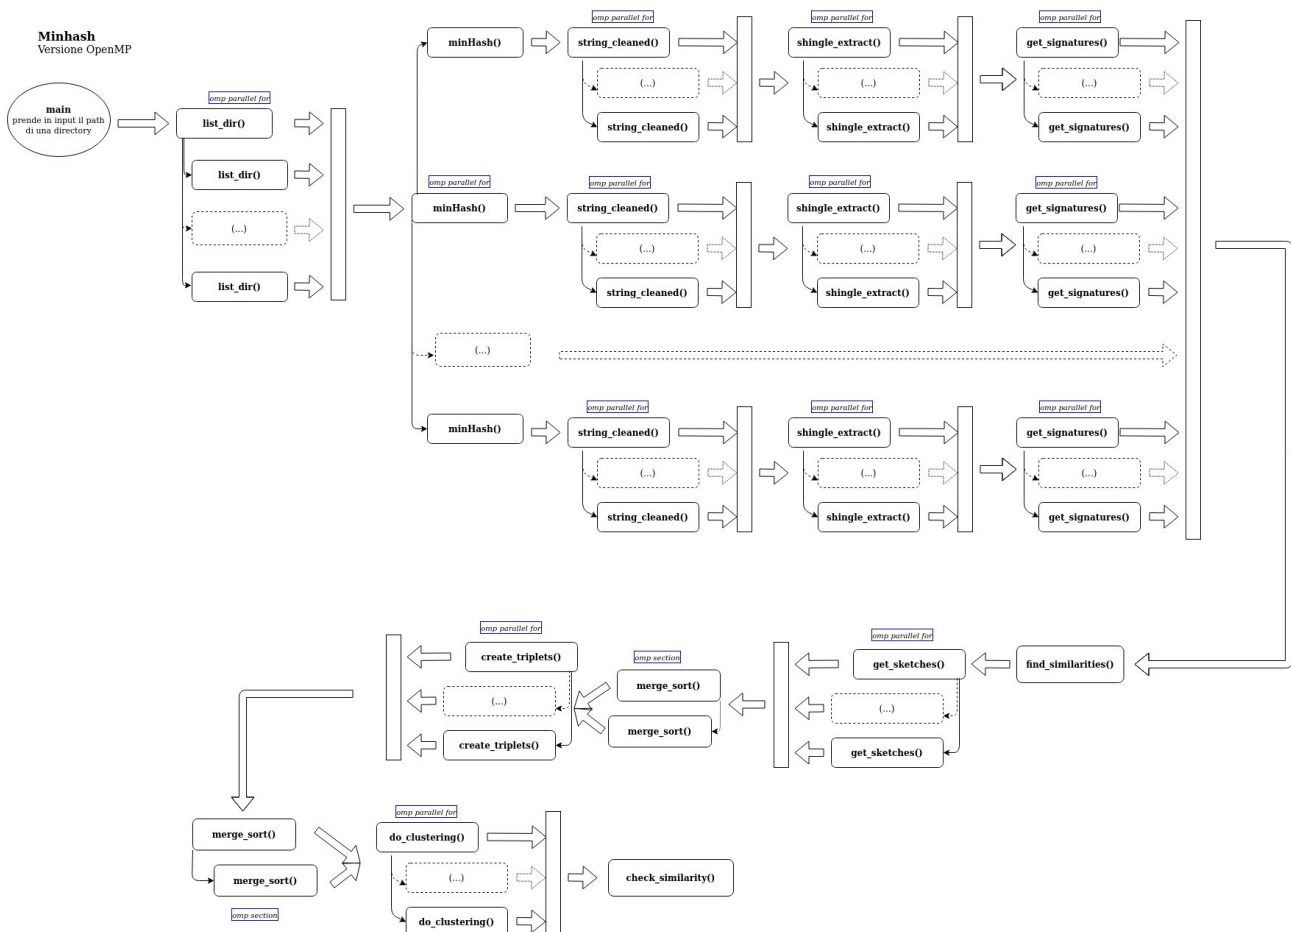 Minhash
Versione OpenMP
main
prende in input il path
di una directory
omp parallel for
list_dir()
list_dir()
(...)
list_dir()
minHash()
omp parallel for
string_cleaned()
(...)
string_cleaned()
omp parallel for
shingle_extract()
(...)
shingle_extract()
omp parallel for
get_signatures()
(...)
get_signatures()
omp parallel for
minHash()
omp parallel for
string_cleaned()
(...)
string_cleaned()
omp parallel for
shingle_extract()
(...)
shingle_extract()
omp parallel for
get_signatures()
(...)
get_signatures()
(...)
minHash()
omp parallel for
string_cleaned()
(...)
string_cleaned()
omp parallel for
shingle_extract()
(...)
shingle_extract()
omp parallel for
get_signatures()
(...)
get_signatures()
find_similarities()
omp parallel for
get_sketches()
(...)
get_sketches()
omp section
merge_sort()
merge_sort()
omp parallel for
create_triplets()
(...)
create_triplets()
merge_sort()
merge_sort()
omp section
omp parallel for
do_clustering()
(...)
do_clustering()
check_similarity()